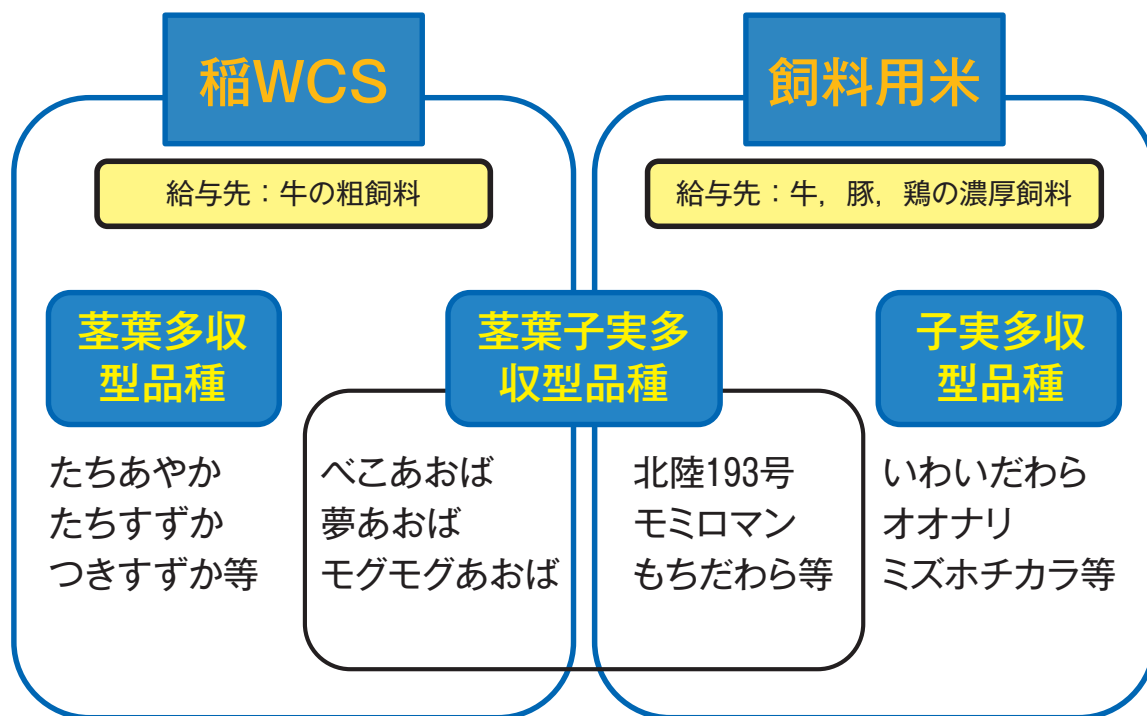 稲WCS
給与先：牛の粗飼料
茎葉多収
型品種
たちあやか
たちすずか
つきすずか等
茎葉子実多
収型品種
べこあおば
夢あおば
モグモグあおば
北陸193号
モミロマン
もちだわら等
飼料用米
給与先：牛，豚，鶏の濃厚飼料
子実多収
型品種
いわいだわら
オオナリ
ミズホチカラ等